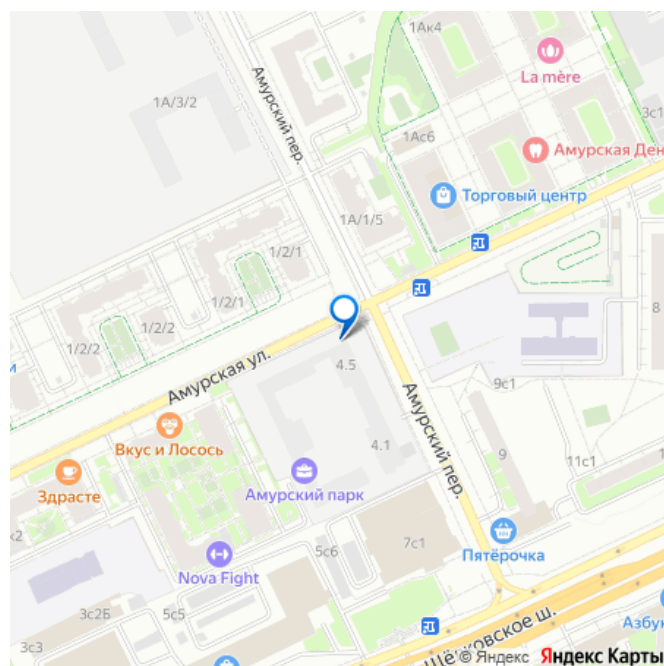 1Ак4
La mère
Амурский пер.
1А/3/2
3с1
1Ас6
Амурская Ден
Торговый центр
1А/1/5
1/2/1
1/2/1
1/2/2
1/2/2
и
8
Амурская ул.
4.5
9с1
Амурский пер.
Вкус и Лосось
4.1
9
11с1
Здрасте
Амурский парк
к2
7с1
Пятёрочка
5с6
Nova Fight
3с2Б
5с5
3с3
Азбук
Щёлковское ш.
© Яндекс Яндекс Карты